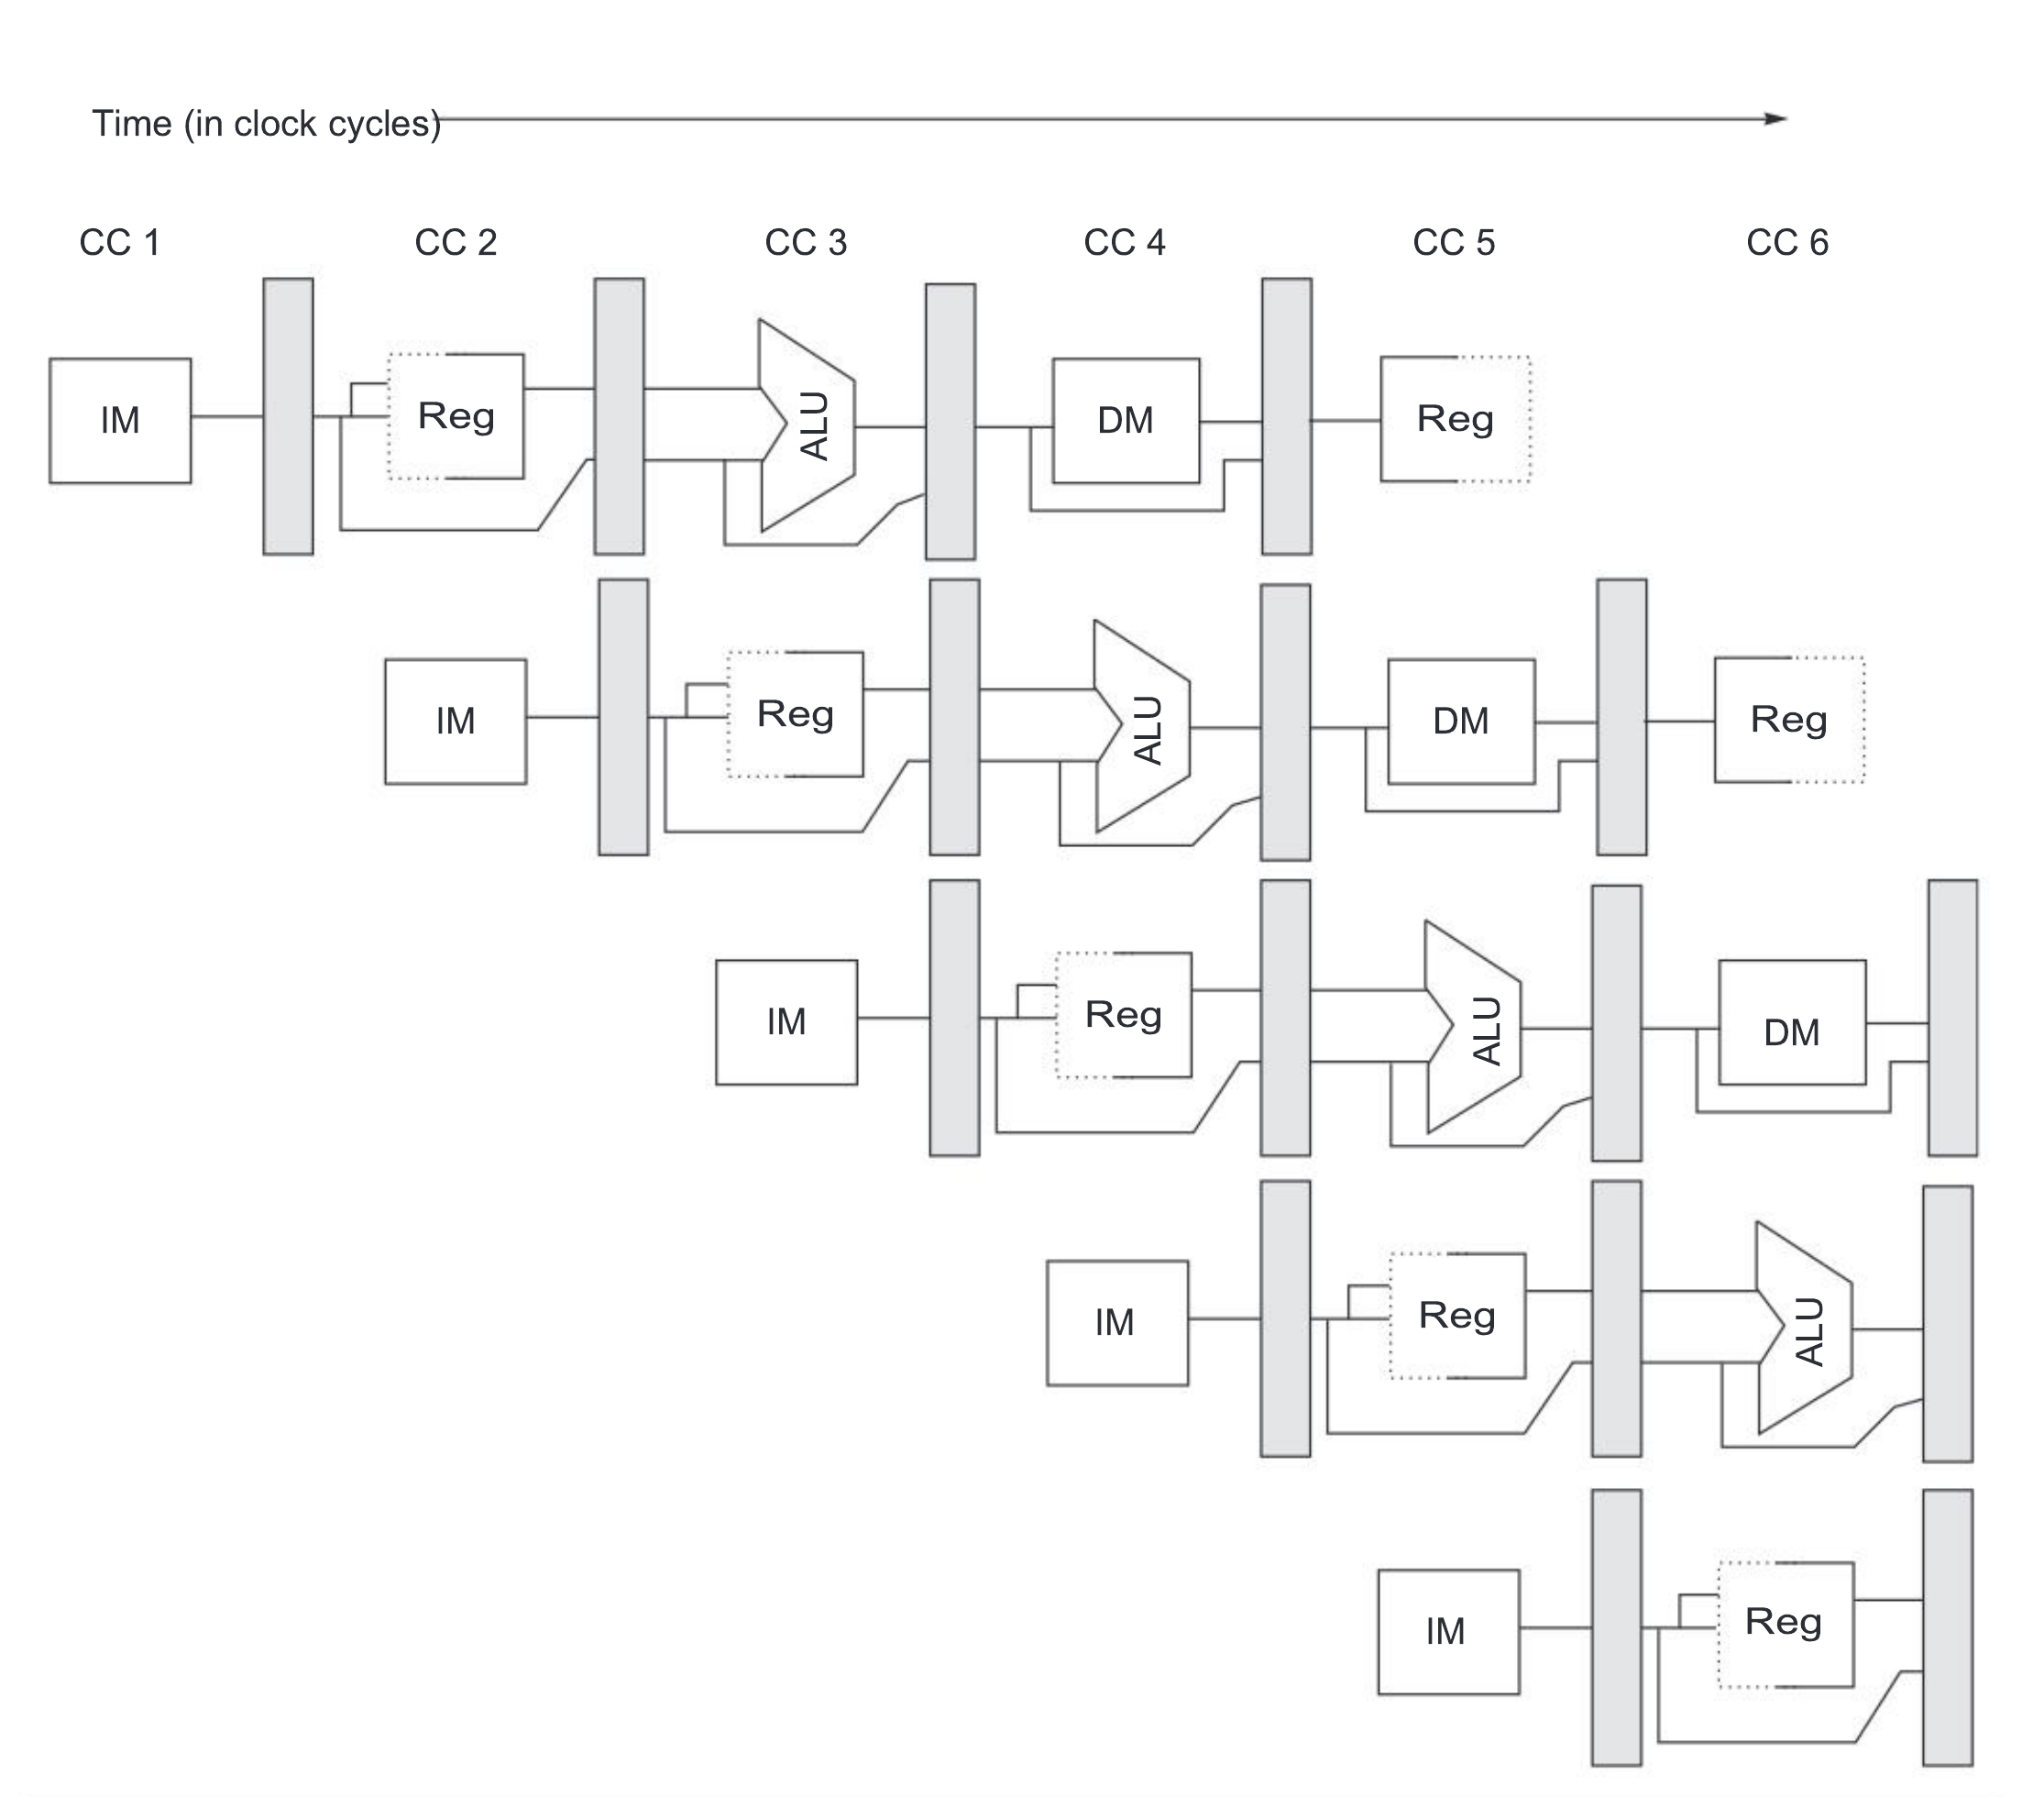 Time (in clock cycles)
CC 1 CC 2 CC 3 CC 4 CC 5 CC 6
IM Reg ALU DM Reg
IM Reg ALU DM Reg
IM Reg ALU DM
IM Reg ALU
IM Reg